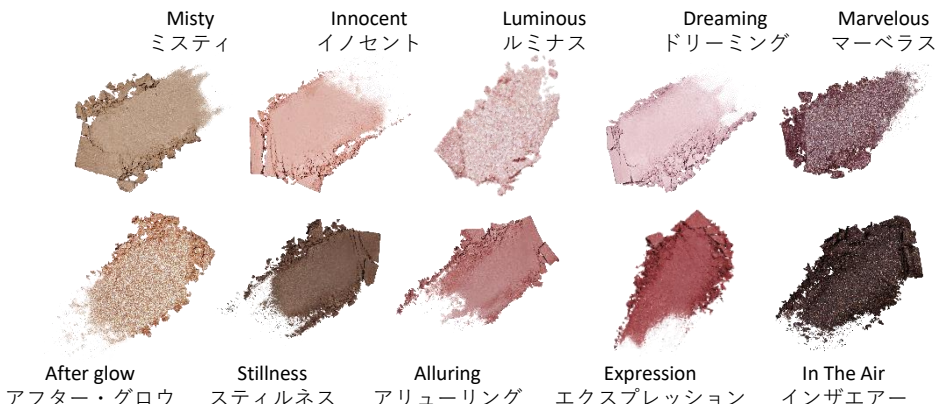 Misty
ミスティ
Innocent
イノセント
Luminous
ルミナス
Dreaming
ドリーミング
Marvelous
マーベラス
After glow
アフター・グロウ
Stillness
スティルネス
Alluring
アリューリング
Expression
エクスプレッション
In The Air
インザエアー